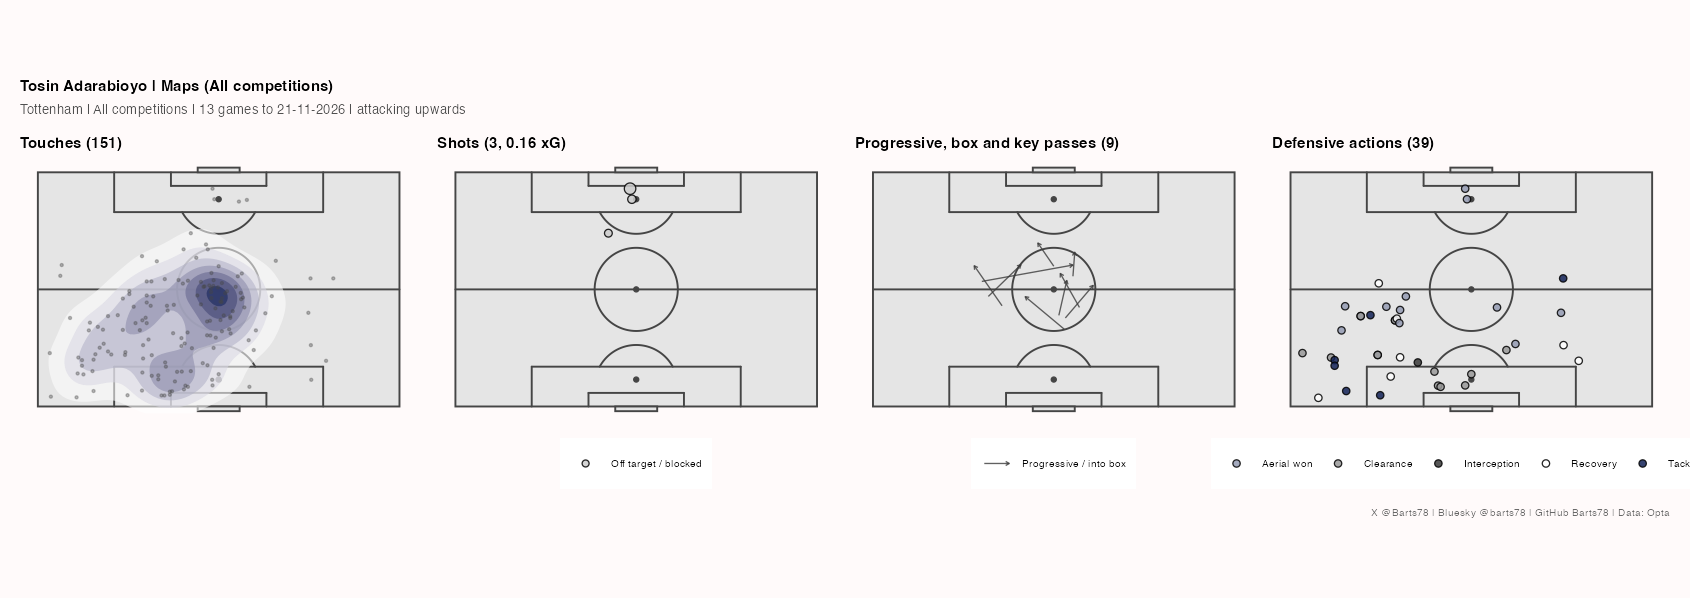 Tosin Adarabioyo | Maps (All competitions)
Tottenham | All competitions | 13 games to 21-11-2026 | attacking upwards
Touches (151)
Shots (3, 0.16 xG)
Progressive, box and key passes (9)
Defensive actions (39)
Off target / blocked
Progressive / into box
Aerial won
Clearance
Interception
Recovery
Tack
X @Barts78 | Bluesky @barts78 | GitHub Barts78 | Data: Opta